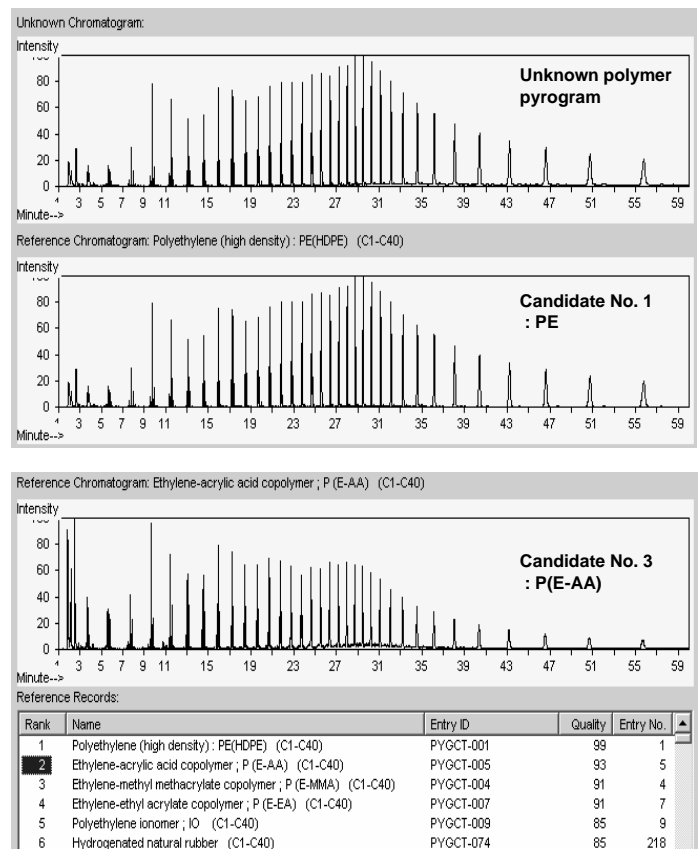 Unknown Chromatogram:
Intensity
Unknown polymer
pyrogram
80
60
40
20
0
3 5 7 9 11 15 19 23 27 31 35 39 43 47 51 55 59
Minute-->
Reference Chromatogram: Polyethylene (high density) : PE(HDPE) (C1-C40)
Intensity
Candidate No. 1
: PE
80
60
40
20
0
3 5 7 9 11 15 19 23 27 31 35 39 43 47 51 55 59
Minute-->
Reference Chromatogram: Ethylene-acrylic acid copolymer ; P (E-AA) (C1-C40)
Intensity
Candidate No. 3
: P(E-AA)
80
60
40
20
0
3 5 7 9 11 15 19 23 27 31 35 39 43 47 51 55 59
Minute-->
Reference Records:
Rank Name Entry ID Quality Entry No.
1 Polyethylene (high density) : PE(HDPE) (C1-C40) PYGCT-001 99 1
2 Ethylene-acrylic acid copolymer ; P (E-AA) (C1-C40) PYGCT-005 93 5
3 Ethylene-methyl methacrylate copolymer ; P (E-MMA) (C1-C40) PYGCT-004 91 4
4 Ethylene-ethyl acrylate copolymer ; P (E-EA) (C1-C40) PYGCT-007 91 7
5 Polyethylene ionomer ; IO (C1-C40) PYGCT-009 85 9
6 Hydrogenated natural rubber (C1-C40) PYGCT-074 85 218